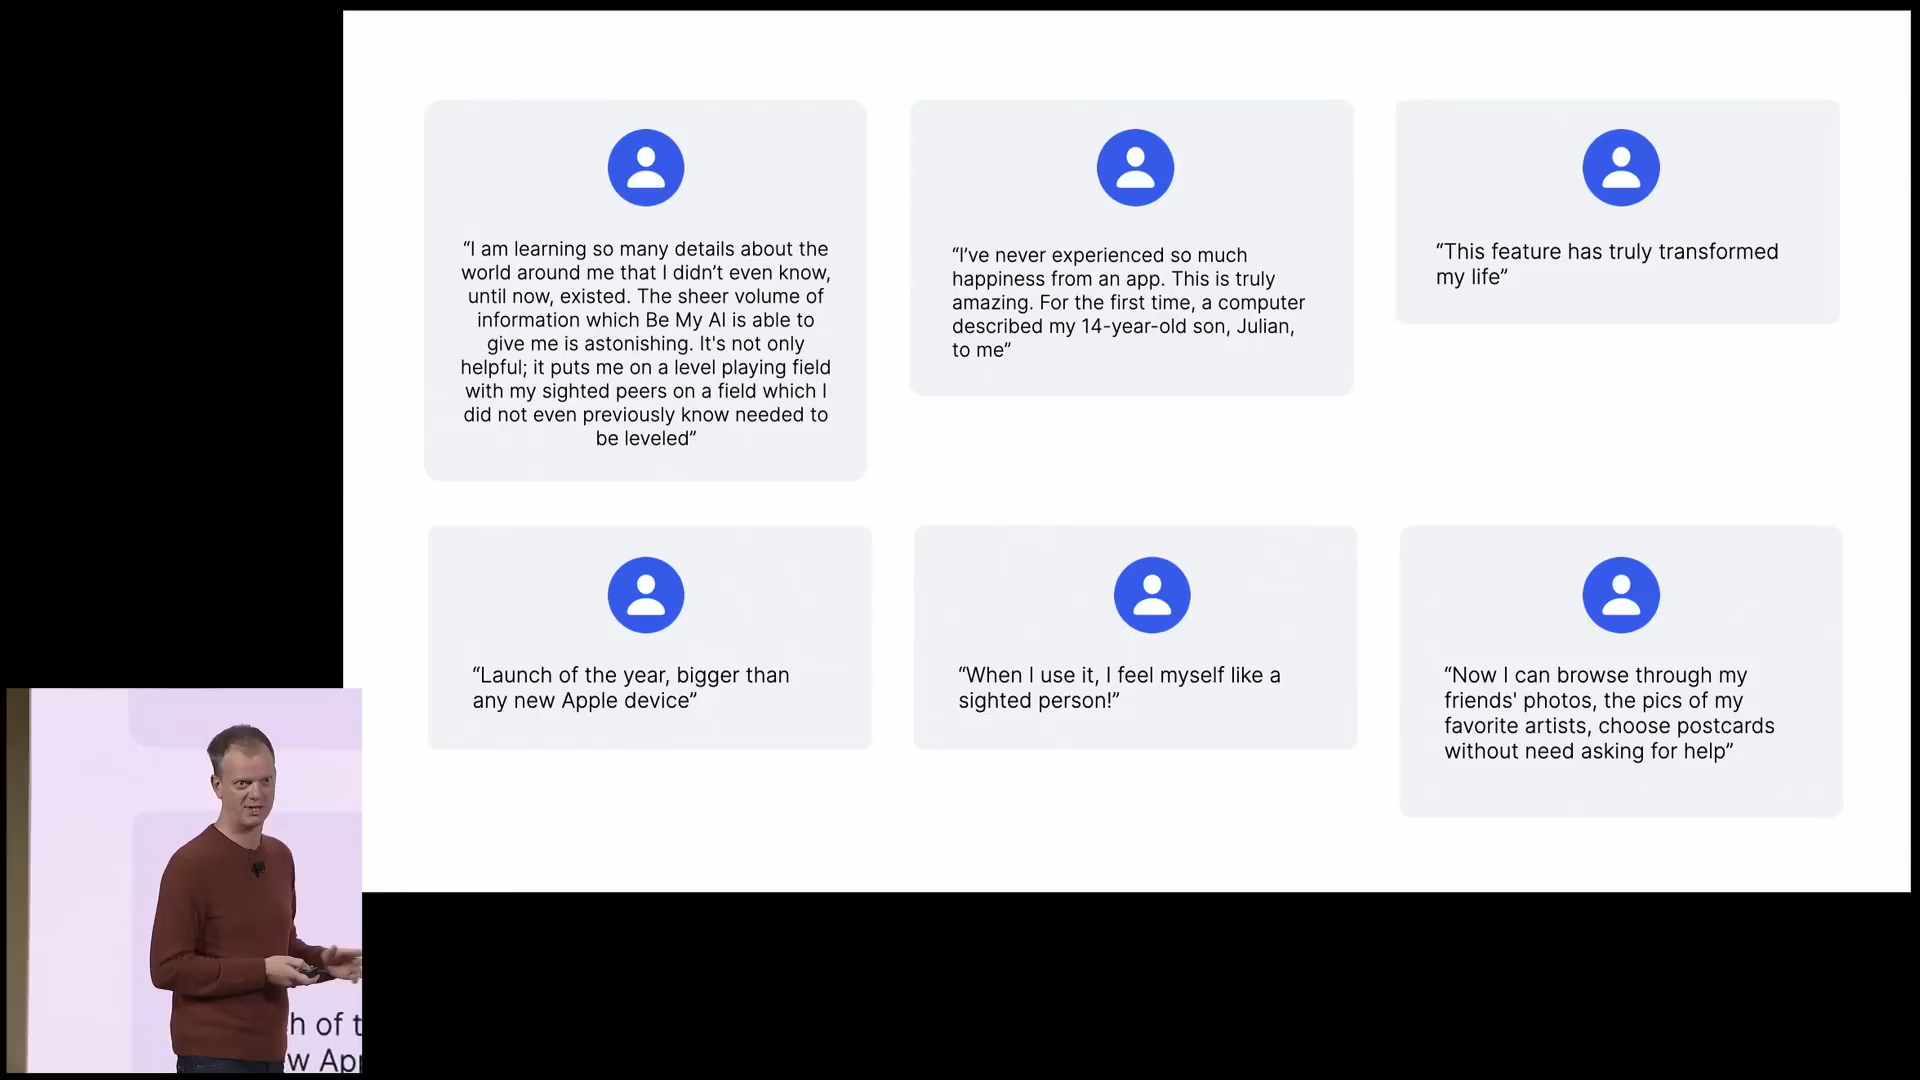 “I am learning so many details about the
world around me that I didn’t even know,
until now, existed. The sheer volume of
information which Be My AI is able to
give me is astonishing. It's not only
helpful; it puts me on a level playing field
with my sighted peers on a field which I
did not even previously know needed to
be leveled”
“I’ve never experienced so much
happiness from an app. This is truly
amazing. For the first time, a computer
described my 14-year-old son, Julian,
to me”
“This feature has truly transformed
my life”
“Launch of the year, bigger than
any new Apple device”
“When I use it, I feel myself like a
sighted person!”
“Now I can browse through my
friends' photos, the pics of my
favorite artists, choose postcards
without need asking for help”
h of t
w App